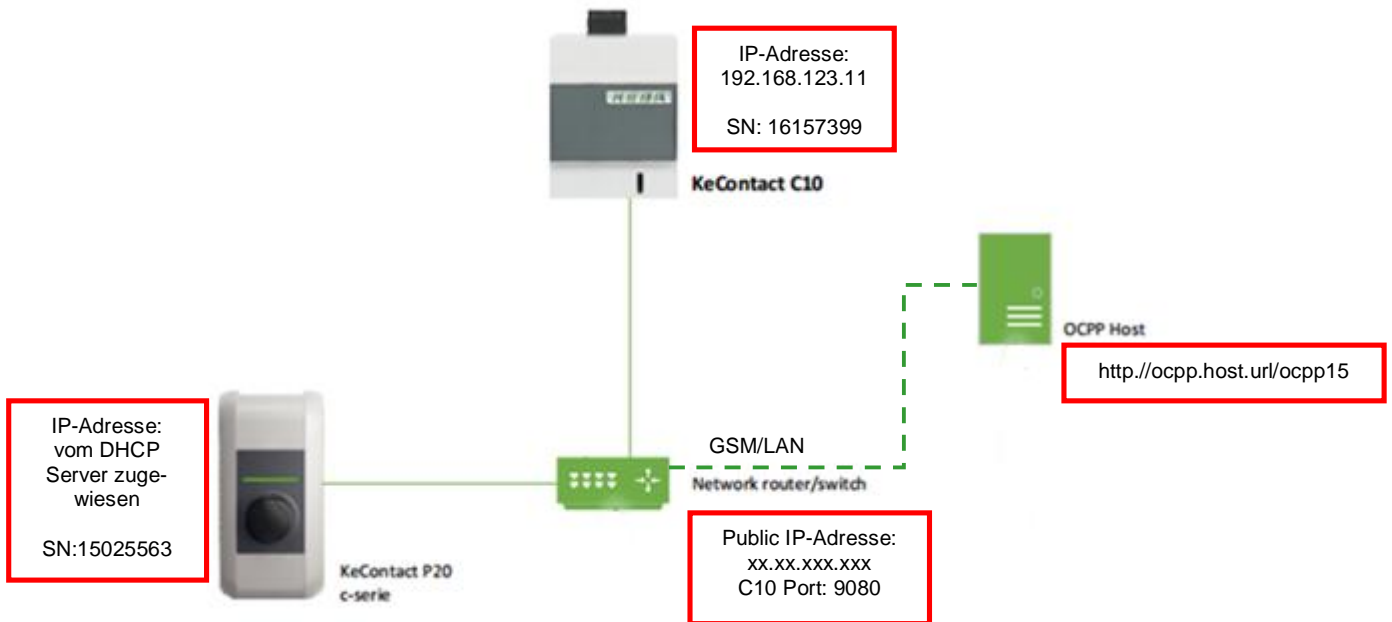 IP-Adresse:
192.168.123.11
SN: 16157399
KEBA
KeContact C10
OCPP Host
http.//ocpp.host.url/ocpp15
IP-Adresse:
vom DHCP
Server zuge-
wiesen
SN:15025563
KeContact P20
c-serie
GSM/LAN
Network router/switch
Public IP-Adresse:
xx.xx.xxx.xxx
C10 Port: 9080